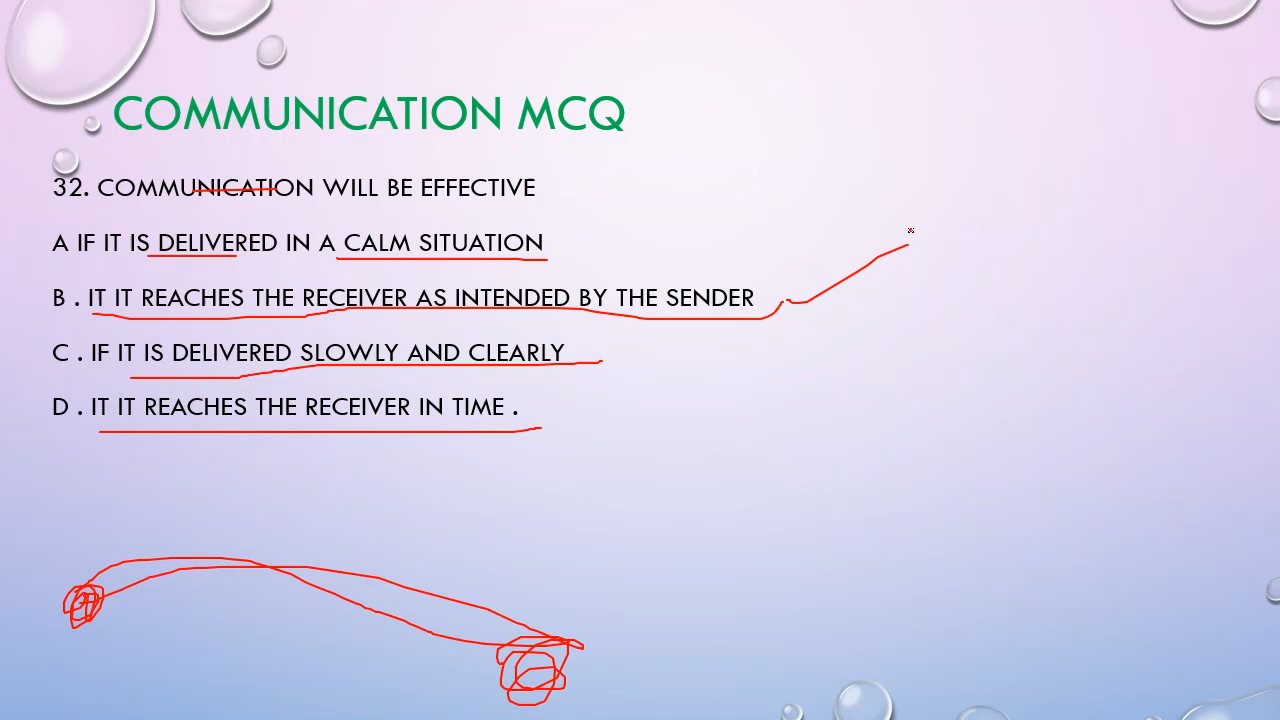 COMMUNICATION MCQ
32. COMMUNICATION WILL BE EFFECTIVE
A IF IT IS DELIVERED IN A CALM SITUATION
B . IT IT REACHES THE RECEIVER AS INTENDED BY THE SENDER
C . IF IT IS DELIVERED SLOWLY AND CLEARLY
D . IT IT REACHES THE RECEIVER IN TIME .